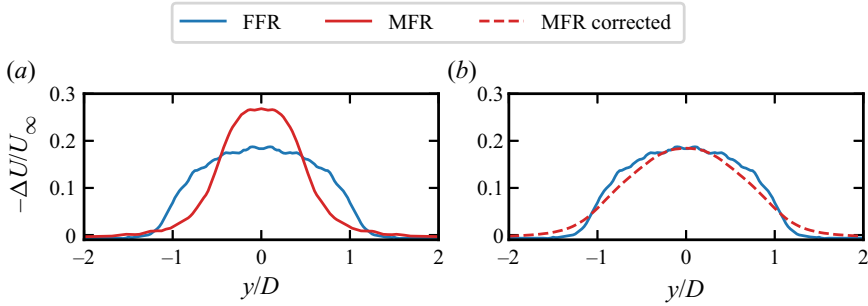 FFR MFR MFR corrected
(a) (b)
0.3 0.3
0.2 0.2
0.1 0.1
0 0
−ΔU/U∞
−2 −1 0 1 2 −2 −1 0 1 2
y/D y/D